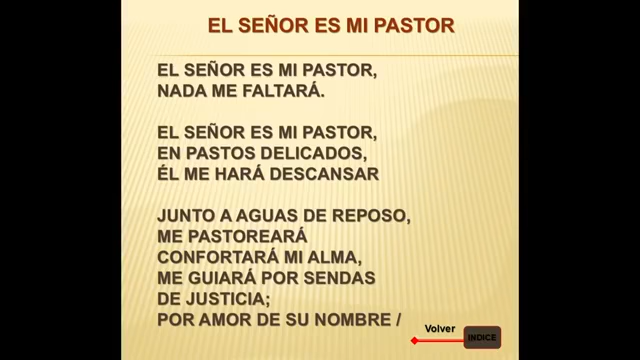 EL SEÑOR ES MI PASTOR
EL SEÑOR ES MI PASTOR,
NADA ME FALTARÁ.
EL SEÑOR ES MI PASTOR,
EN PASTOS DELICADOS,
ÉL ME HARÁ DESCANSAR
JUNTO A AGUAS DE REPOSO,
ME PASTOREARÁ
CONFORTARÁ MI ALMA,
ME GUIARÁ POR SENDAS
DE JUSTICIA;
POR AMOR DE SU NOMBRE /
Volver
INDICE